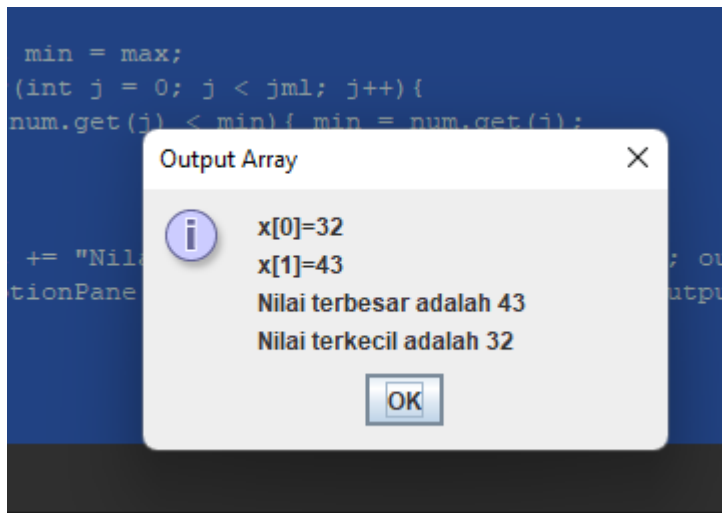 min = max;
(int j = 0; j < jml; j++){
num.get(j) < min){ min = num.get(j);
Output Array
x[0]=32
x[1]=43
Nilai terbesar adalah 43
Nilai terkecil adalah 32
OK
+= "Nila
; ou
tionPane
utpu